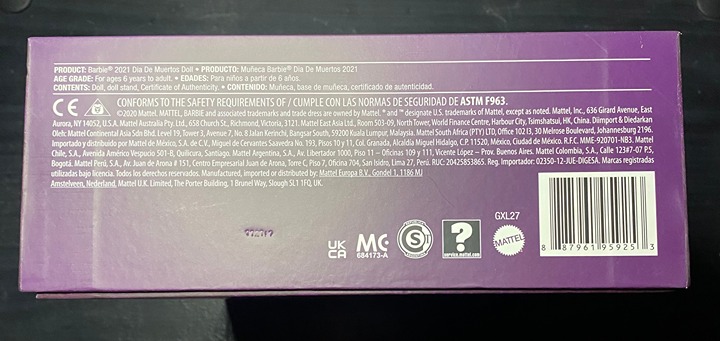 PRODUCT: Barbie® 2021 Dia De Muertos Doll • PRODUCTO: Muñeca Barbie® Dia De Muertos 2021
AGE GRADE: For ages 6 years to adult. • EDADES: Para niños a partir de 6 años.
CONTENTS: Doll, doll stand, Certificate of Authenticity. • CONTENIDO: Muñeca, base de muñeca, certificado de autenticidad.
CE CONFORMS TO THE SAFETY REQUIREMENTS OF / CUMPLE CON LAS NORMAS DE SEGURIDAD DE ASTM F963.
©2020 Mattel. MATTEL, BARBIE and associated trademarks and trade dress are owned by Mattel. ® and ™ designate U.S. trademarks of Mattel, except as noted. Mattel, Inc., 636 Girard Avenue, East
Aurora, NY 14052, U.S.A. Mattel Australia Pty. Ltd., 658 Church St., Richmond, Victoria, 3121. Mattel East Asia Ltd., Room 503-09, North Tower, World Finance Centre, Harbour City, Tsimshatsui, HK, China. Diimport & Diedarkan
Oleh: Mattel Continental Asia Sdn Bhd. Level 19, Tower 3, Avenue 7, No. 8 Jalan Kerinchi, Bangsar South, 59200 Kuala Lumpur, Malaysia. Mattel South Africa (PTY) LTD, Office 102 I3, 30 Melrose Boulevard, Johannesburg 2196.
Importado y distribuido por Mattel de México, S.A. de C.V., Miguel de Cervantes Saavedra No. 193, Pisos 10 y 11, Col. Granada, Alcaldía Miguel Hidalgo, C.P. 11520, México, Ciudad de México. R.F.C. MME-920701-NB3. Mattel
Chile, S.A., Avenida Américo Vespucio 501-B, Quilicura, Santiago. Mattel Argentina, S.A., Av. Libertador 1000, Piso 11 – Oficinas 109 y 111, Vicente López – Prov. Buenos Aires. Mattel Colombia, S.A., Calle 123#7-07 P.5,
Bogotá. Mattel Perú, S.A., Av. Juan de Arona # 151, Centro Empresarial Juan de Arona, Torre C, Piso 7, Oficina 704, San Isidro, Lima 27, Perú. RUC: 20425853865. Reg. Importador: 02350-12-JUE-DIGESA. Marcas registradas
utilizadas bajo licencia. Todos los derechos reservados. Manufactured, imported or distributed by: Mattel Europa B.V., Gondel 1, 1186 MJ
Amstelveen, Nederland, Mattel U.K. Limited, The Porter Building, 1 Brunel Way, Slough SL1 1FQ, UK.
GXL27
UK
CA
684173-A
S
?
service.mattel.com
MATTEL
8 87961 95925 3